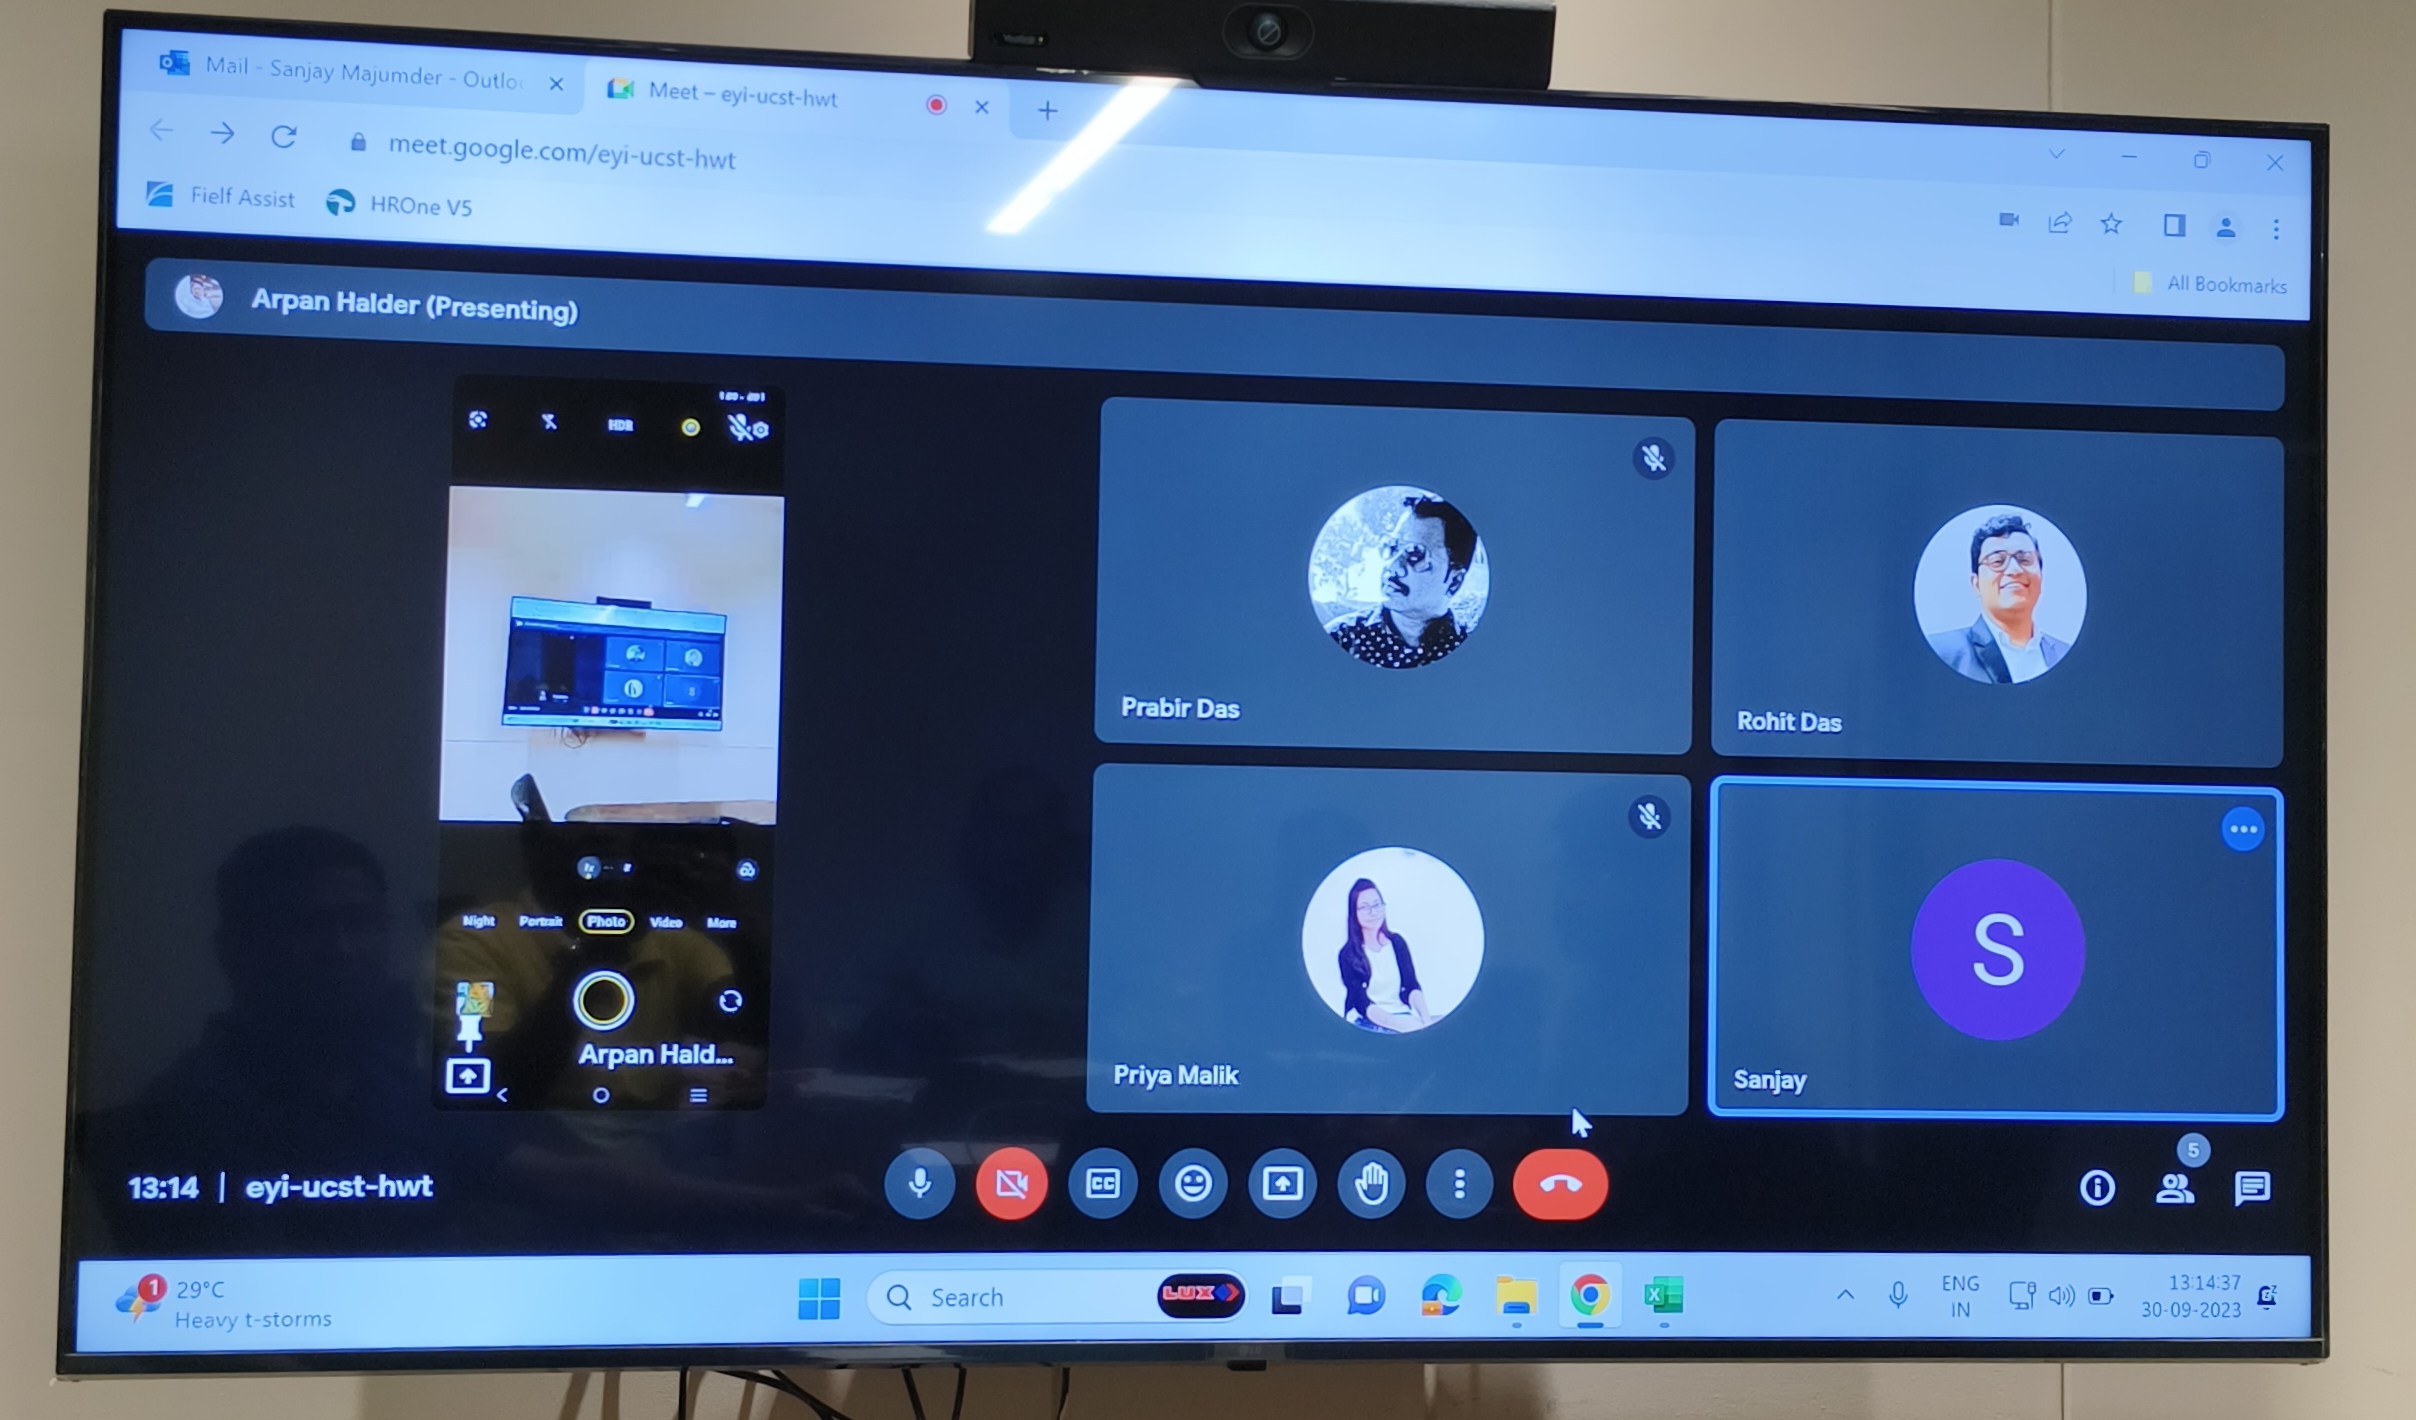 Mail - Sanjay Majumder - Outlo
Meet – eyi-ucst-hwt
meet.google.com/eyi-ucst-hwt
Fielf Assist
HROne V5
All Bookmarks
Arpan Halder (Presenting)
HDR
Prabir Das
Rohit Das
1x
Night
Portrait
Photo
Video
More
Arpan Hald...
Priya Malik
S
Sanjay
13:14 | eyi-ucst-hwt
CC
5
1
29°C
Heavy t-storms
Search
LUX
ENG
IN
13:14:37
30-09-2023
LG